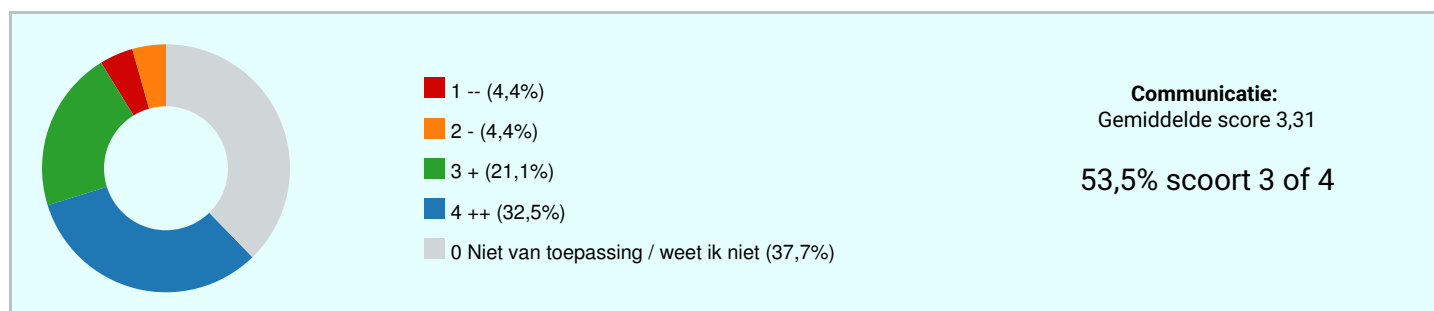 1 -- (4,4%)
2 - (4,4%)
3 + (21,1%)
4 ++ (32,5%)
0 Niet van toepassing / weet ik niet (37,7%)
Communicatie:
Gemiddelde score 3,31
53,5% scoort 3 of 4